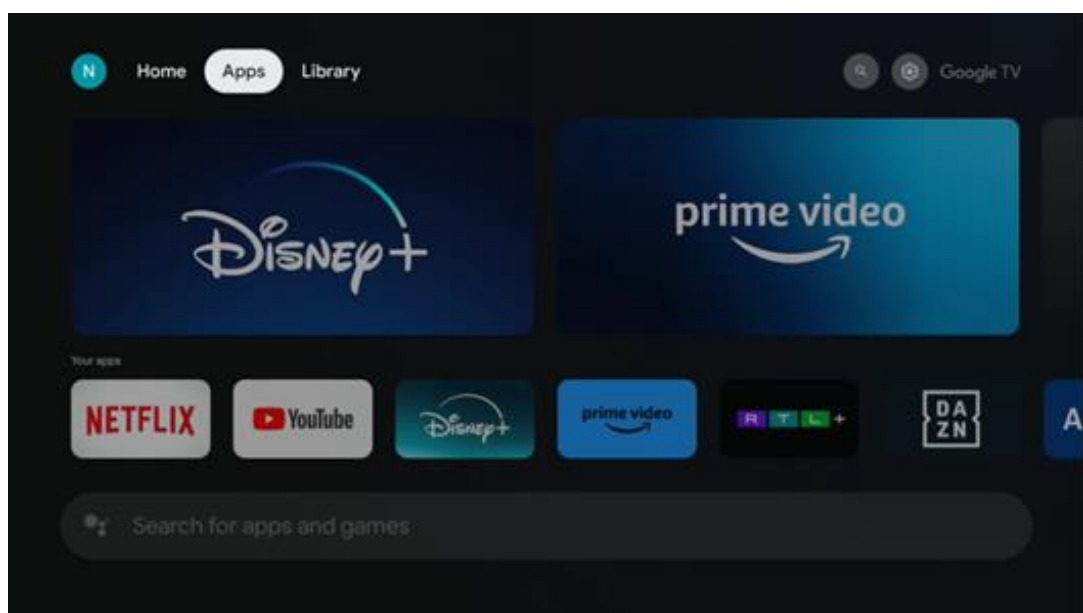 N Home Apps Library Google TV
Disney+
prime video
Your apps
NETFLIX YouTube Disney+ prime video RTL+ DAZN A
Search for apps and games